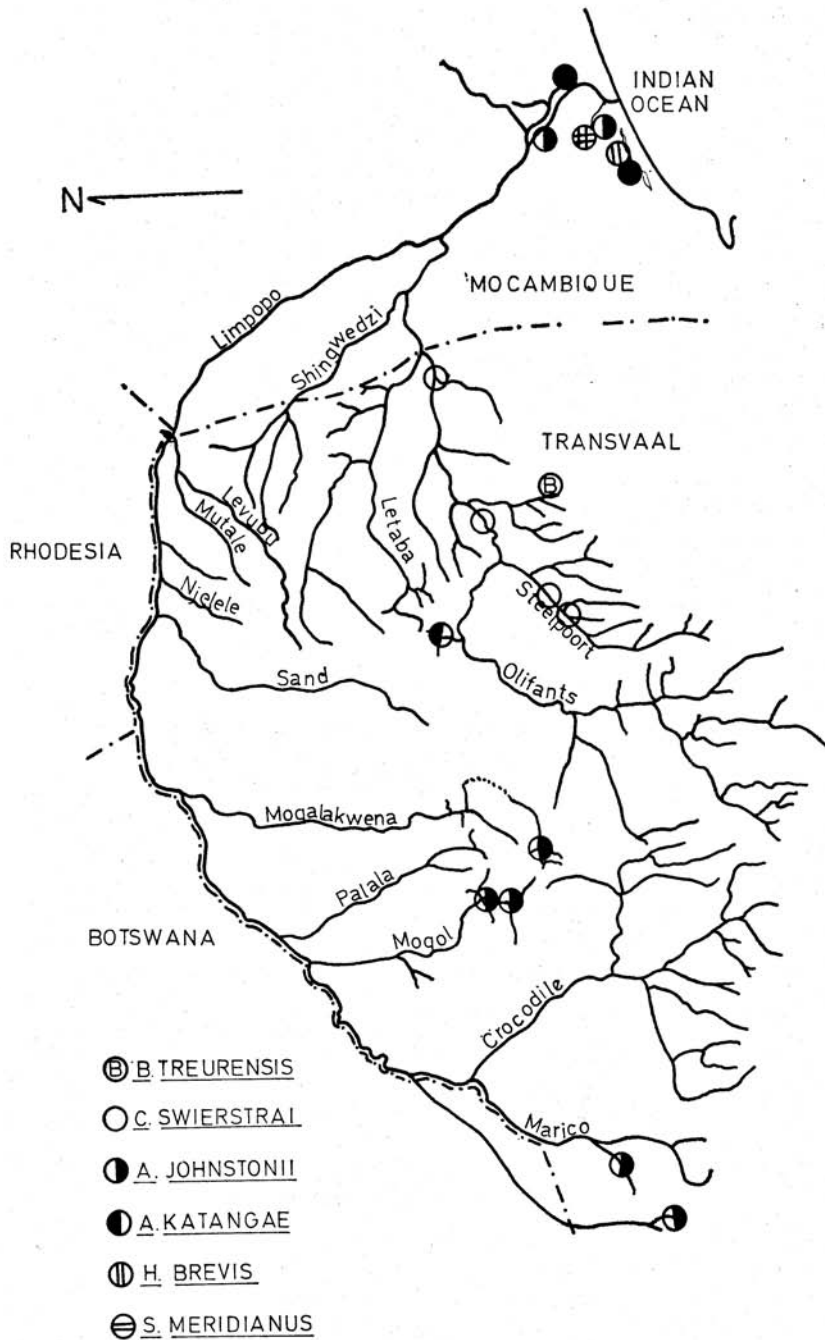 INDIAN
OCEAN
N
MOCAMBIQUE
Limpopo
Shingwedzi
TRANSVAAL
B
RHODESIA
Levubu
Mutale
Letaba
Njelele
Steelpoort
Sand
Olifants
Mogalakwena
Palala
BOTSWANA
Mogol
Crocodile
Marico
B B. TREURENSIS
C. SWIERSTRAI
A. JOHNSTONII
A. KATANGAE
H. BREVIS
S. MERIDIANUS